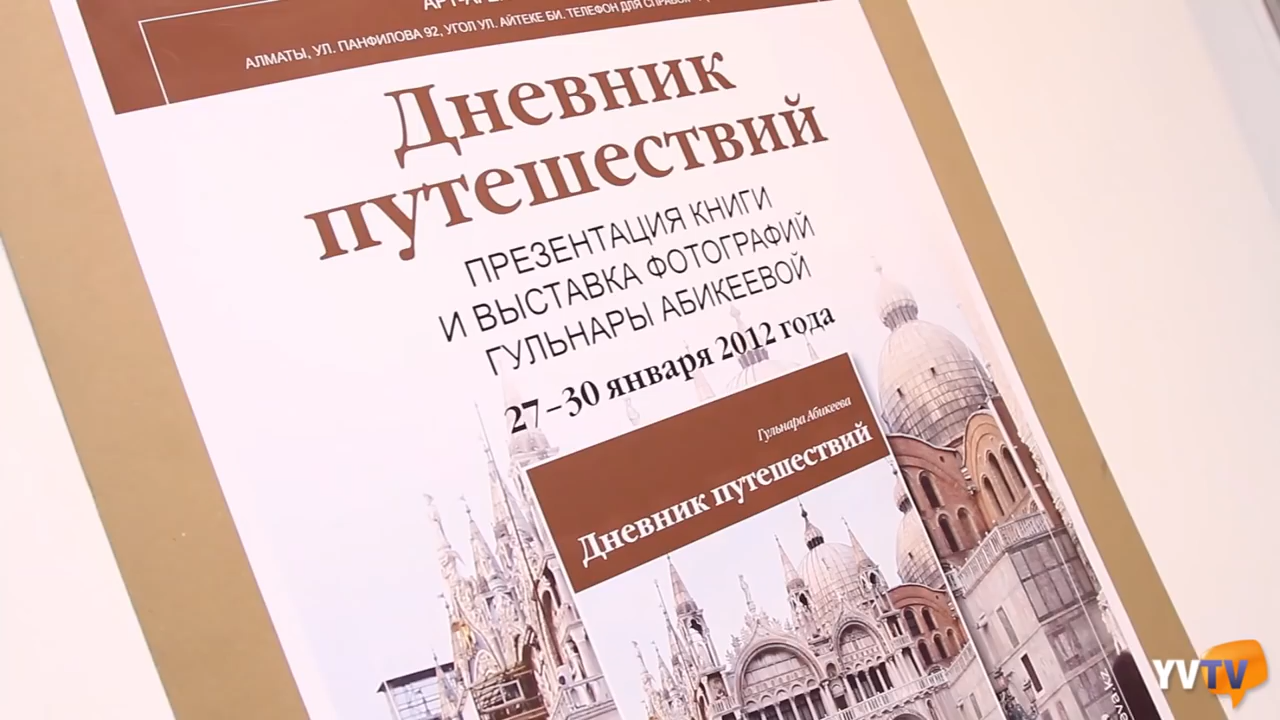 АЛМАТЫ, УЛ. ПАНФИЛОВА 92, УГОЛ УЛ. АЙТЕКЕ БИ. ТЕЛЕФОН ДЛЯ СПРАВОК
Дневник
путешествий
ПРЕЗЕНТАЦИЯ КНИГИ
И ВЫСТАВКА ФОТОГРАФИЙ
ГУЛЬНАРЫ АБИКЕЕВОЙ
27–30 января 2012 года
Гульнара Абикеева
Дневник путешествий
YVTV